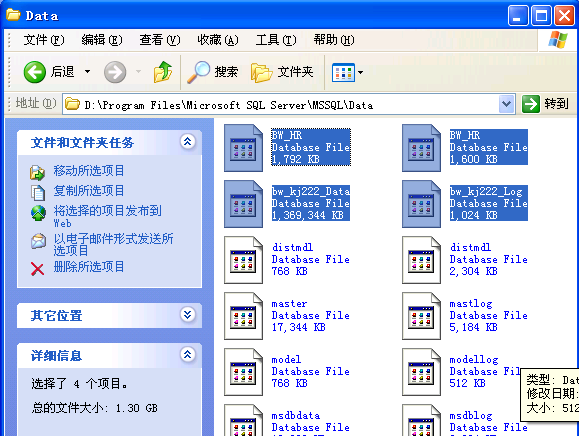 Data
文件(F) 编辑(E) 查看(V) 收藏(A) 工具(T) 帮助(H)
后退 搜索 文件夹
地址(D) D:\Program Files\Microsoft SQL Server\MSSQL\Data 转到
文件和文件夹任务
移动所选项目
复制所选项目
将选择的项目发布到
Web
以电子邮件形式发送所
选项目
删除所选项目
其它位置
详细信息
选择了 4 个项目。
总的文件大小: 1.30 GB
BW_HR
Database File
1,792 KB
BW_HR
Database File
1,600 KB
bw_kj222_Data
Database File
1,369,344 KB
bw_kj222_Log
Database File
1,024 KB
distmdl
Database File
768 KB
distmdl
Database File
2,304 KB
master
Database File
17,344 KB
mastlog
Database File
5,184 KB
model
Database File
768 KB
modellog
Database File
512 KB
msdbdata
Database File
msdblog
Database File
类型: Dat
修改日期:
大小: 512